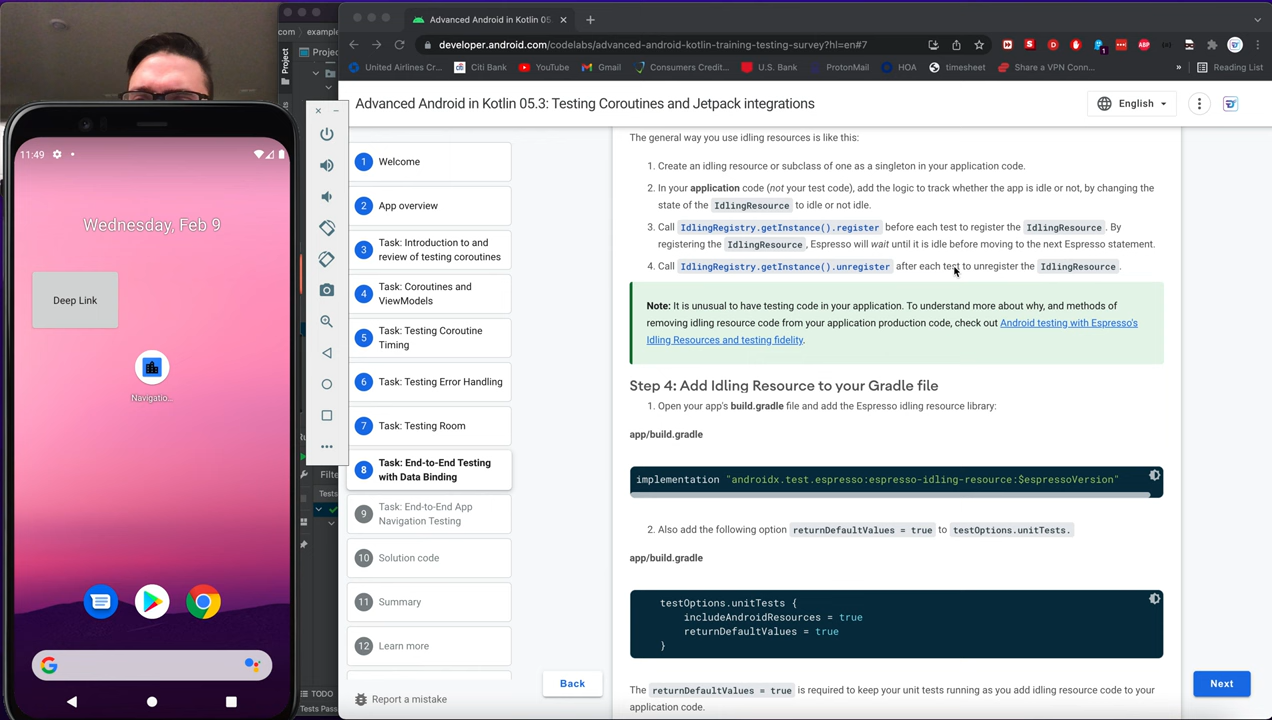 11:49
Wednesday, Feb 9
Deep Link
Navigatio...
com
example
Project
Project
Filte
Tests
TODO
Tests Pass
Advanced Android in Kotlin 05.
developer.android.com/codelabs/advanced-android-kotlin-training-testing-survey?hl=en#7
United Airlines Cr...
Citi Bank
YouTube
Gmail
Consumers Credit...
U.S. Bank
ProtonMail
HOA
timesheet
Share a VPN Conn...
»
Reading List
Advanced Android in Kotlin 05.3: Testing Coroutines and Jetpack integrations
English
1 Welcome
2 App overview
3 Task: Introduction to and
review of testing coroutines
4 Task: Coroutines and
ViewModels
5 Task: Testing Coroutine
Timing
6 Task: Testing Error Handling
7 Task: Testing Room
8 Task: End-to-End Testing
with Data Binding
9 Task: End-to-End App
Navigation Testing
10 Solution code
11 Summary
12 Learn more
Report a mistake
The general way you use idling resources is like this:
1. Create an idling resource or subclass of one as a singleton in your application code.
2. In your application code (not your test code), add the logic to track whether the app is idle or not, by changing the
state of the IdlingResource to idle or not idle.
3. Call IdlingRegistry.getInstance().register before each test to register the IdlingResource. By
registering the IdlingResource, Espresso will wait until it is idle before moving to the next Espresso statement.
4. Call IdlingRegistry.getInstance().unregister after each test to unregister the IdlingResource.
Note: It is unusual to have testing code in your application. To understand more about why, and methods of
removing idling resource code from your application production code, check out Android testing with Espresso's
Idling Resources and testing fidelity.
Step 4: Add Idling Resource to your Gradle file
1. Open your app's build.gradle file and add the Espresso idling resource library:
app/build.gradle
implementation "androidx.test.espresso:espresso-idling-resource:$espressoVersion"
2. Also add the following option returnDefaultValues = true to testOptions.unitTests.
app/build.gradle
testOptions.unitTests {
includeAndroidResources = true
returnDefaultValues = true
}
Back
Next
The returnDefaultValues = true is required to keep your unit tests running as you add idling resource code to your
application code.